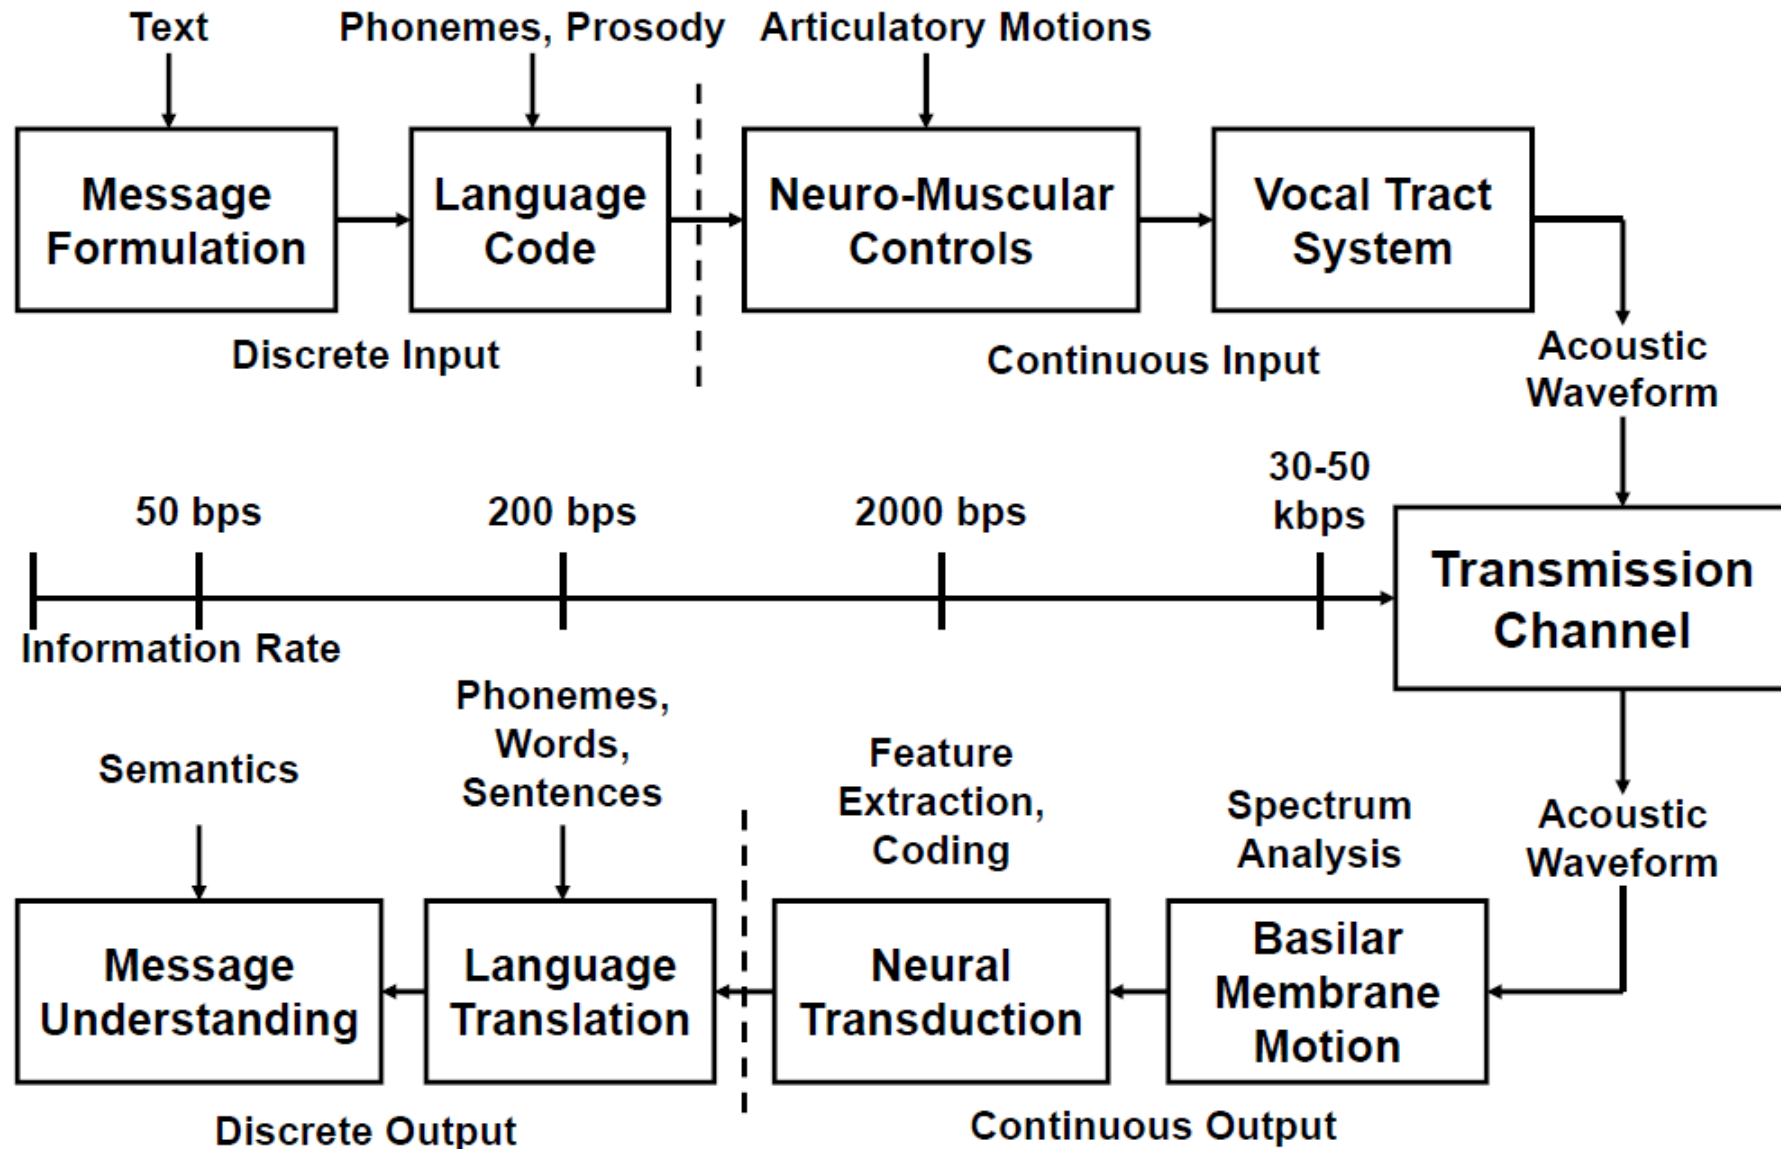 Text
Phonemes, Prosody
Articulatory Motions
Message
Formulation
Language
Code
Neuro-Muscular
Controls
Vocal Tract
System
Discrete Input
Continuous Input
Acoustic
Waveform
50 bps
200 bps
2000 bps
30-50
kbps
Information Rate
Transmission
Channel
Semantics
Phonemes,
Words,
Sentences
Feature
Extraction,
Coding
Spectrum
Analysis
Acoustic
Waveform
Message
Understanding
Language
Translation
Neural
Transduction
Basilar
Membrane
Motion
Discrete Output
Continuous Output